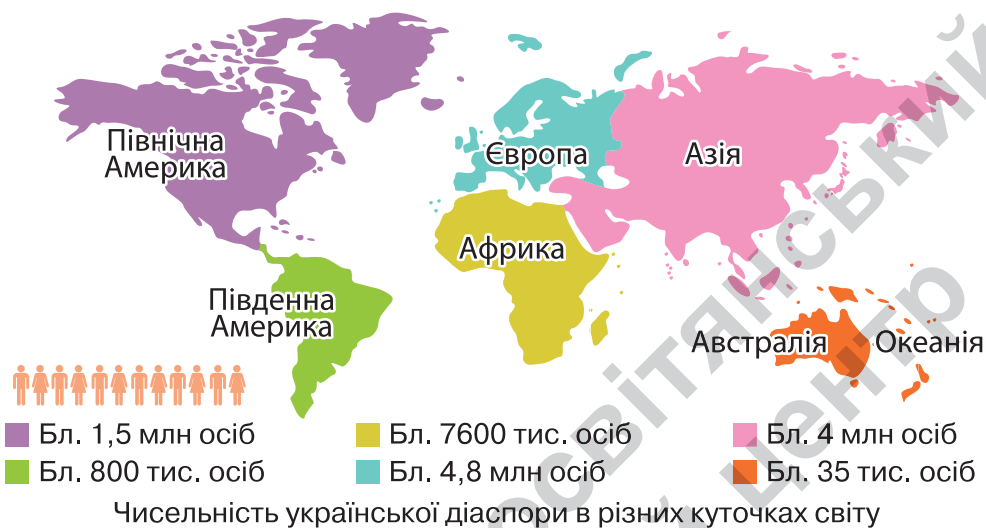 Північна
Америка
Європа
Азія
Африка
Південна
Америка
Австралія
Океанія
Бл. 1,5 млн осіб
Бл. 7600 тис. осіб
Бл. 4 млн осіб
Бл. 800 тис. осіб
Бл. 4,8 млн осіб
Бл. 35 тис. осіб
Чисельність української діаспори в різних куточках світу
центр